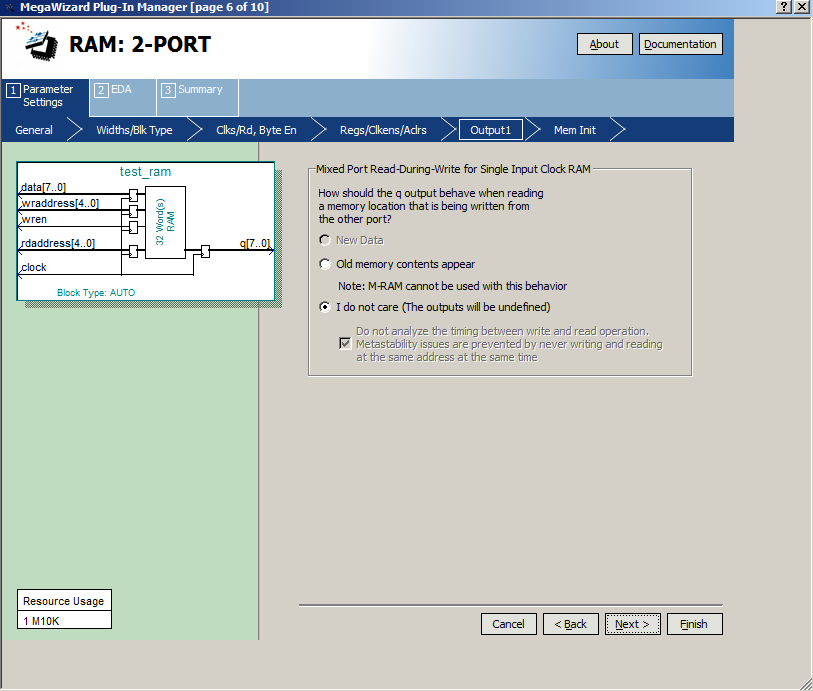 MegaWizard Plug-In Manager [page 6 of 10]
RAM: 2-PORT
About
Documentation
1 Parameter Settings
2 EDA
3 Summary
General
Widths/Blk Type
Clks/Rd, Byte En
Regs/Clkens/Aclrs
Output1
Mem Init
test_ram
data[7..0]
wraddress[4..0]
wren
rdaddress[4..0]
clock
32 Word(s)
RAM
q[7..0]
Block Type: AUTO
Mixed Port Read-During-Write for Single Input Clock RAM
How should the q output behave when reading
a memory location that is being written from
the other port?
New Data
Old memory contents appear
Note: M-RAM cannot be used with this behavior
I do not care (The outputs will be undefined)
Do not analyze the timing between write and read operation.
Metastability issues are prevented by never writing and reading
at the same address at the same time
Resource Usage
1 M10K
Cancel
< Back
Next >
Finish